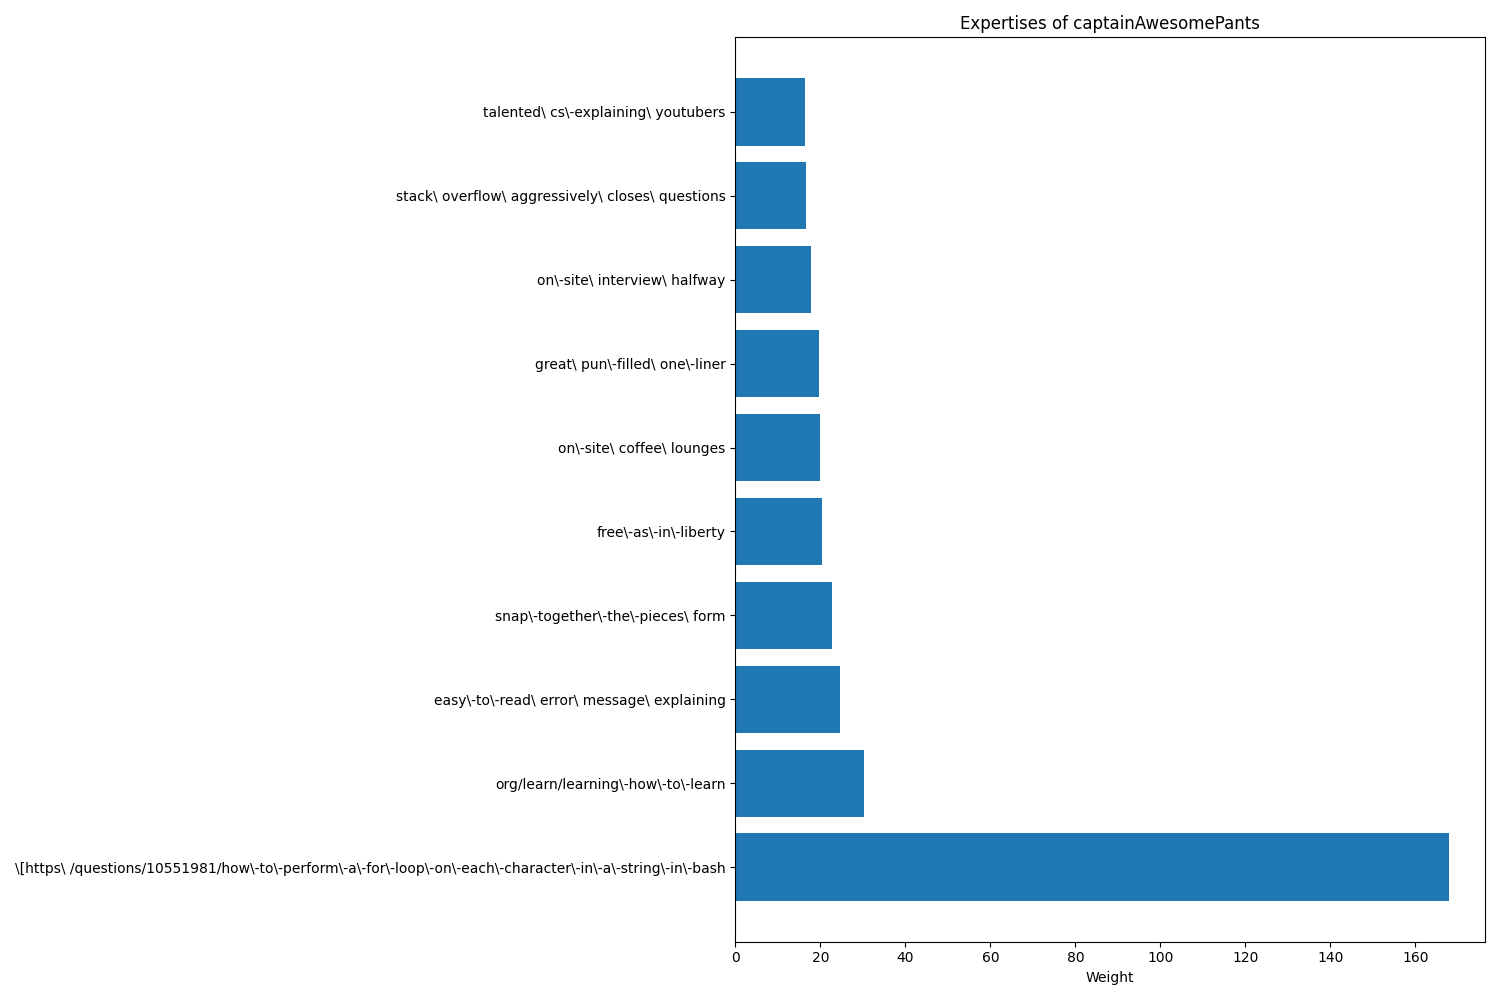 Expertises of captainAwesomePants
talented\ cs\-explaining\ youtubers
stack\ overflow\ aggressively\ closes\ questions
on\-site\ interview\ halfway
great\ pun\-filled\ one\-liner
on\-site\ coffee\ lounges
free\-as\-in\-liberty
snap\-together\-the\-pieces\ form
easy\-to\-read\ error\ message\ explaining
org/learn/learning\-how\-to\-learn
\[https\ /questions/10551981/how\-to\-perform\-a\-for\-loop\-on\-each\-character\-in\-a\-string\-in\-bash
0 20 40 60 80 100 120 140 160
Weight